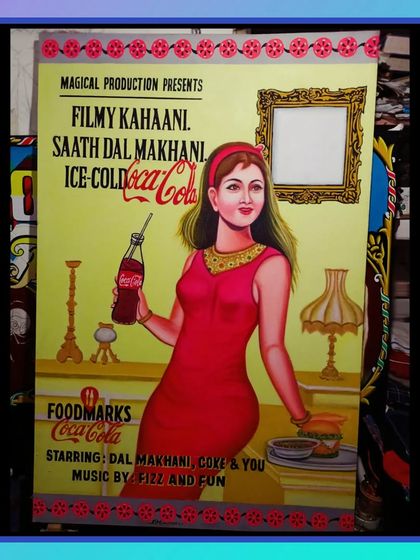 MAGICAL PRODUCTION PRESENTS
FILMY KAHAANI.
SAATH DAL MAKHANI.
ICE-COLD Coca-Cola
Coca-Cola
FOODMARKS
Coca-Cola
STARRING: DAL MAKHANI, COKE & YOU
MUSIC BY: FIZZ AND FUN